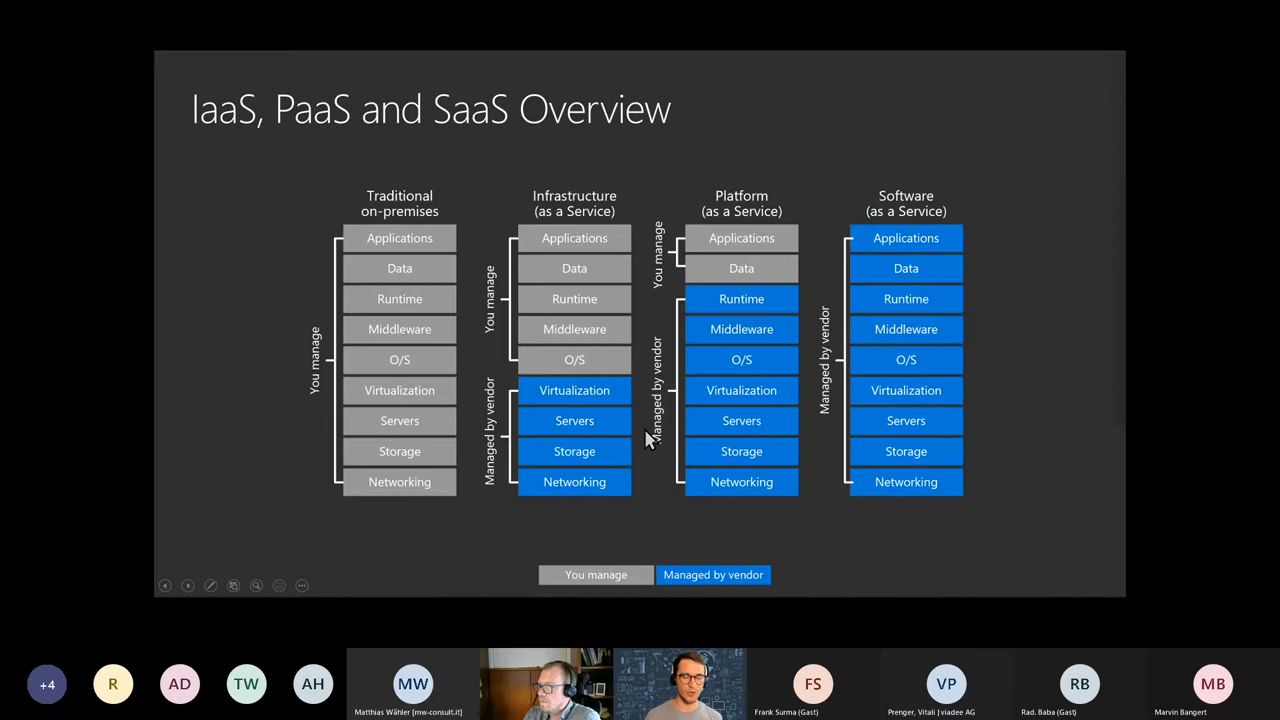 IaaS, PaaS and SaaS Overview
Traditional
on-premises
You manage
Applications
Data
Runtime
Middleware
O/S
Virtualization
Servers
Storage
Networking
Infrastructure
(as a Service)
You manage
Managed by vendor
Applications
Data
Runtime
Middleware
O/S
Virtualization
Servers
Storage
Networking
Platform
(as a Service)
You manage
Managed by vendor
Applications
Data
Runtime
Middleware
O/S
Virtualization
Servers
Storage
Networking
Software
(as a Service)
Managed by vendor
Applications
Data
Runtime
Middleware
O/S
Virtualization
Servers
Storage
Networking
You manage
Managed by vendor
+4
R
AD
TW
AH
MW
Matthias Wähler [mw-consult.it]
FS
Frank Surma (Gast)
VP
Prenger, Vitali | viadee AG
RB
Rad. Baba (Gast)
MB
Marvin Bangert